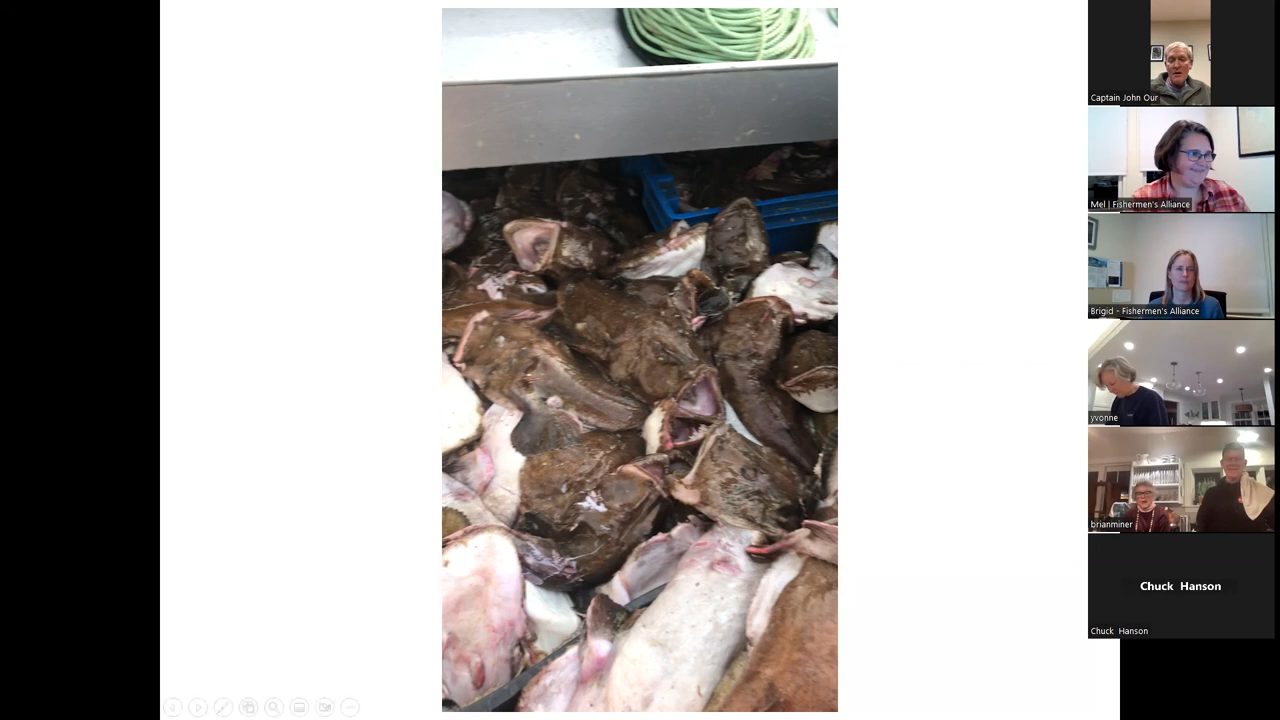 Captain John Our
Mel | Fishermen's Alliance
Brigid - Fishermen's Alliance
yvonne
brianminer
Chuck Hanson
Chuck Hanson